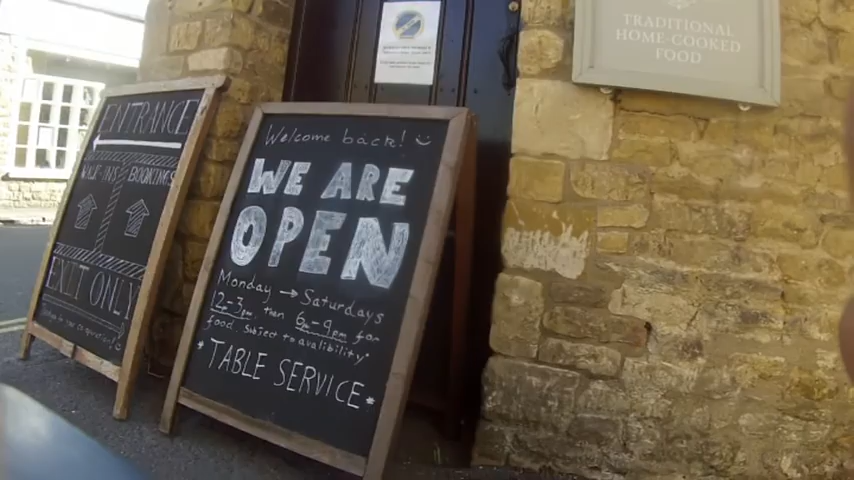 ENTRANCE
WALK-INS BOOKINGS
EXIT ONLY
Welcome back! :)
WE ARE
OPEN
Monday → Saturdays
12-3pm, then 6pm-9pm for
food. Subject to avalibility*
*TABLE SERVICE*
TRADITIONAL
HOME-COOKED
FOOD